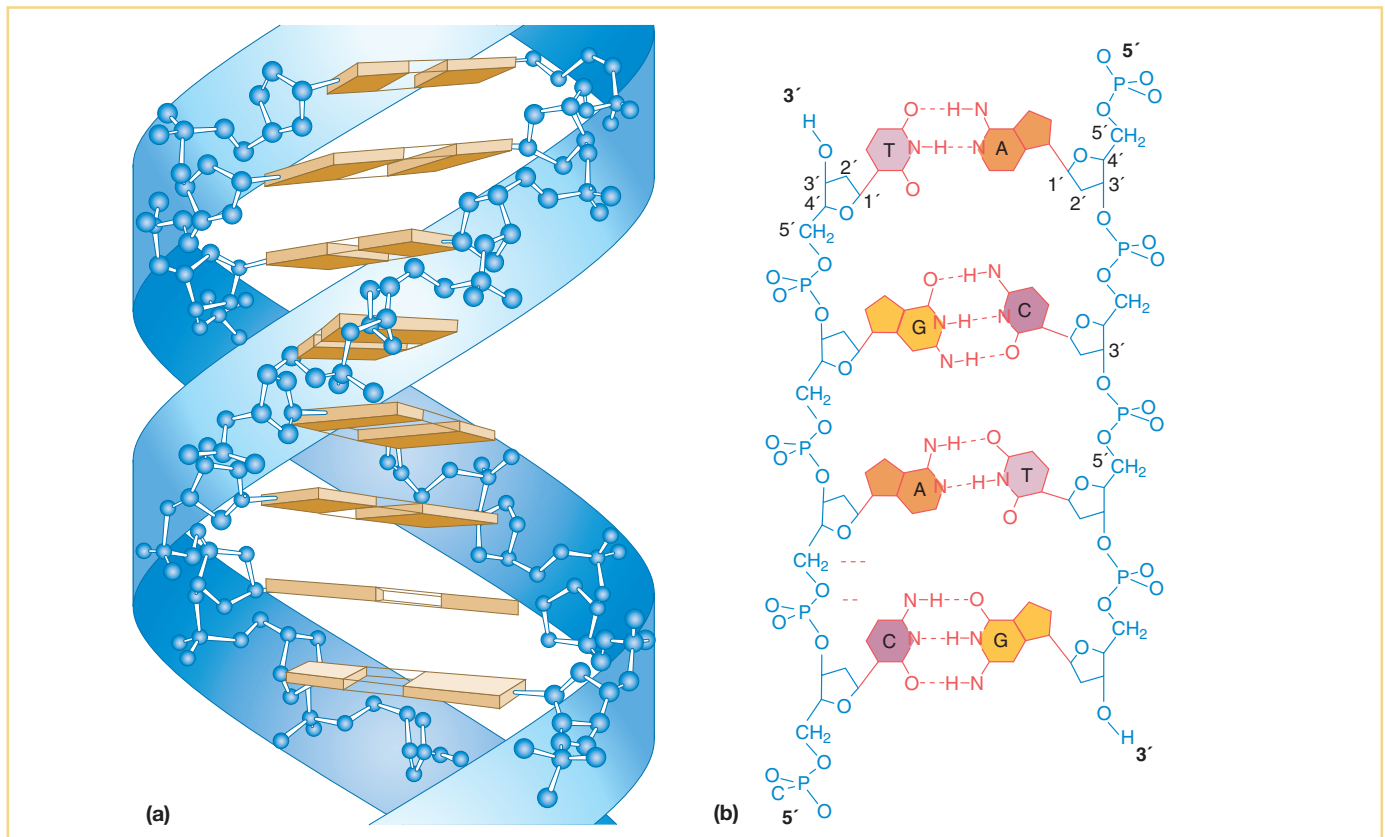 5´
O
P
O
O
O
3´
H
O
O---H-N
T
N-H---N
A
O
5´
CH2
O
4´
3´
1´
2´
2´
3´
4´
O
1´
5´
CH2
O
O
P
O
O
O
P
O
O
O
CH2
O---H-N
G
N-H---N
C
N-H---O
O
3´
O
CH2
O
O
P
O
O
O
P
O
O
O
5´
CH2
N-H---O
A
N---H-N
T
O
O
O
O
CH2
O
O
P
O
O
O
P
O
O
O
CH2
N-H---O
C
N---H-N
G
O---H-N
O
O
O
H
3´
CH2
O
O
P
C
O
5´
(a)
(b)